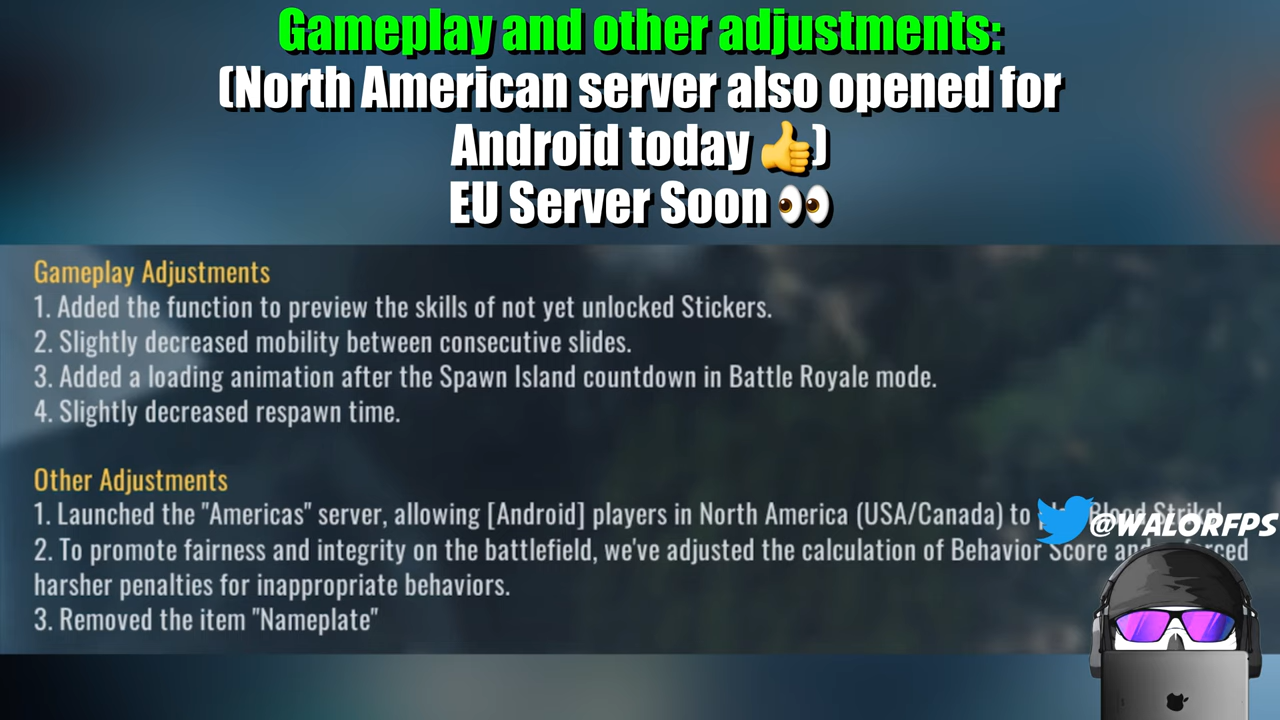 Gameplay and other adjustments:
(North American server also opened for
Android today 👍)
EU Server Soon 👀
Gameplay Adjustments
1. Added the function to preview the skills of not yet unlocked Stickers.
2. Slightly decreased mobility between consecutive slides.
3. Added a loading animation after the Spawn Island countdown in Battle Royale mode.
4. Slightly decreased respawn time.
Other Adjustments
1. Launched the "Americas" server, allowing [Android] players in North America (USA/Canada) to Blood Strike!
@WALORFPS
2. To promote fairness and integrity on the battlefield, we've adjusted the calculation of Behavior Score and
harsher penalties for inappropriate behaviors.
3. Removed the item "Nameplate"